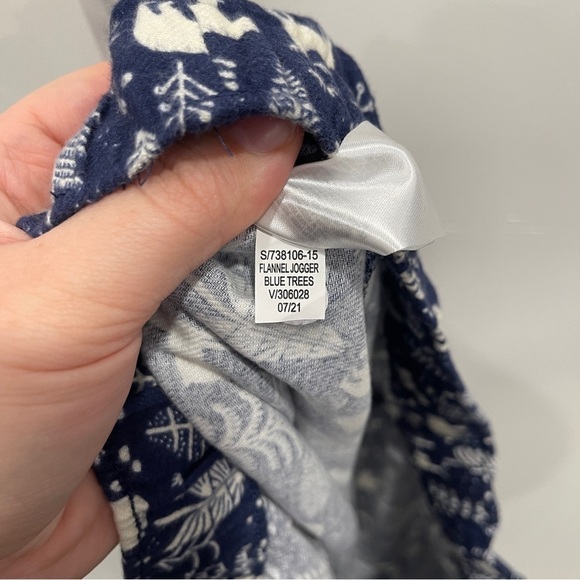 S/738106-15
FLANNEL JOGGER
BLUE TREES
V/306028
07/21